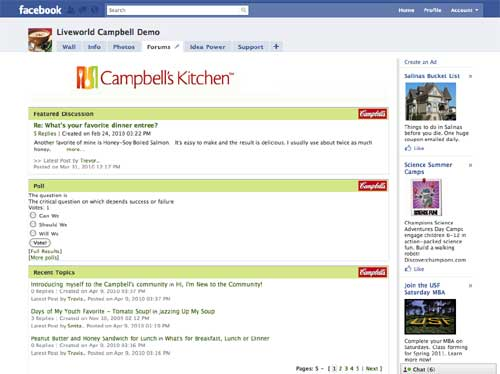 facebook Search Home Profile Account
Liveworld Campbell Demo
Wall Info Photos Forums Idea Power Support +
Campbell's Kitchen™
Featured Discussion Campbell's
Re: What's your favorite dinner entree?
5 Replies | Created on Feb 24, 2010 03:22 PM
Another favorite of mine is Honey-Soy Boiled Salmon. It's easy to make and the result is delicious. I usually use about twice as much
honey. more...
>> Latest Post by Trevor..
Posted on Mar 31, 2010 12:17 PM
Poll Campbell's
The question is
The critical question on which depends success or failure
Votes: 1
Can We
Should We
Will We
Vote!
[Full Results]
[More polls]
Recent Topics Campbell's
Introducing myself to the Campbell's community in Hi, I'm New to the Community!
0 Replies | Created on Apr 9, 2010 03:37 PM
Latest Post by Trevis.. Posted on Apr 9, 2010 03:37 PM
Days of My Youth Favorite - Tomato Soup! in Jazzing Up My Soup
3 Replies | Created on Nov 30, 2009 02:12 PM
Latest Post by Smita.. Posted on Apr 9, 2010 03:19 PM
Peanut Butter and Honey Sandwich for Lunch in What's for Breakfast, Lunch or Dinner
0 Replies | Created on Apr 9, 2010 03:16 PM
Latest Post by Trevis.. Posted on Apr 9, 2010 03:16 PM
Pages: 5 - [ 1 2 3 4 5 | Next ]
Create an Ad
Salinas Bucket List ×
Things to do in Salinas
before you die. One huge
coupon emailed daily.
Like
Science Summer
Camps ×
SCIENCE FUN!
Champions Science
Adventures Day Camps
engage children 6-12 in
action-packed science
fun. Build a walking
robot!
Discoverchampions.com
Like
Join the USF
Saturday MBA ×
USF
Complete your MBA
on Saturdays. Class
forming for Spring 2011.
Learn more
Chat (6)